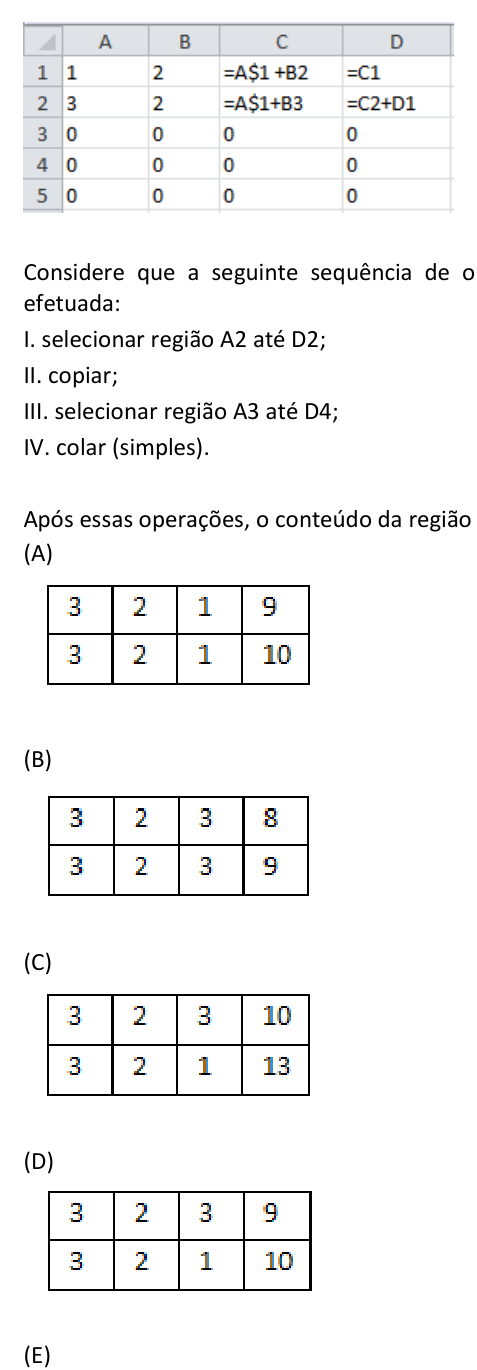 A B C D
1 1 2 =A$1 +B2 =C1
2 3 2 =A$1+B3 =C2+D1
3 0 0 0 0
4 0 0 0 0
5 0 0 0 0
Considere que a seguinte sequência de o
efetuada:
I. selecionar região A2 até D2;
II. copiar;
III. selecionar região A3 até D4;
IV. colar (simples).
Após essas operações, o conteúdo da região
(A)
3 2 1 9
3 2 1 10
(B)
3 2 3 8
3 2 3 9
(C)
3 2 3 10
3 2 1 13
(D)
3 2 3 9
3 2 1 10
(E)